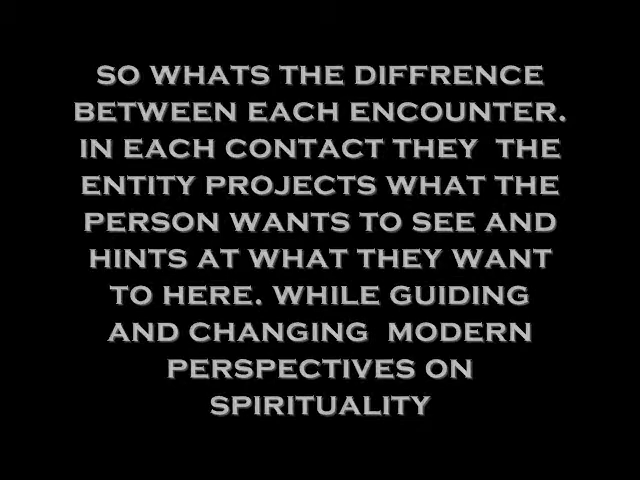 SO WHATS THE DIFFRENCE
BETWEEN EACH ENCOUNTER.
IN EACH CONTACT THEY  THE
ENTITY PROJECTS WHAT THE
PERSON WANTS TO SEE AND
HINTS AT WHAT THEY WANT
TO HERE. WHILE GUIDING
AND CHANGING  MODERN
PERSPECTIVES ON
SPIRITUALITY